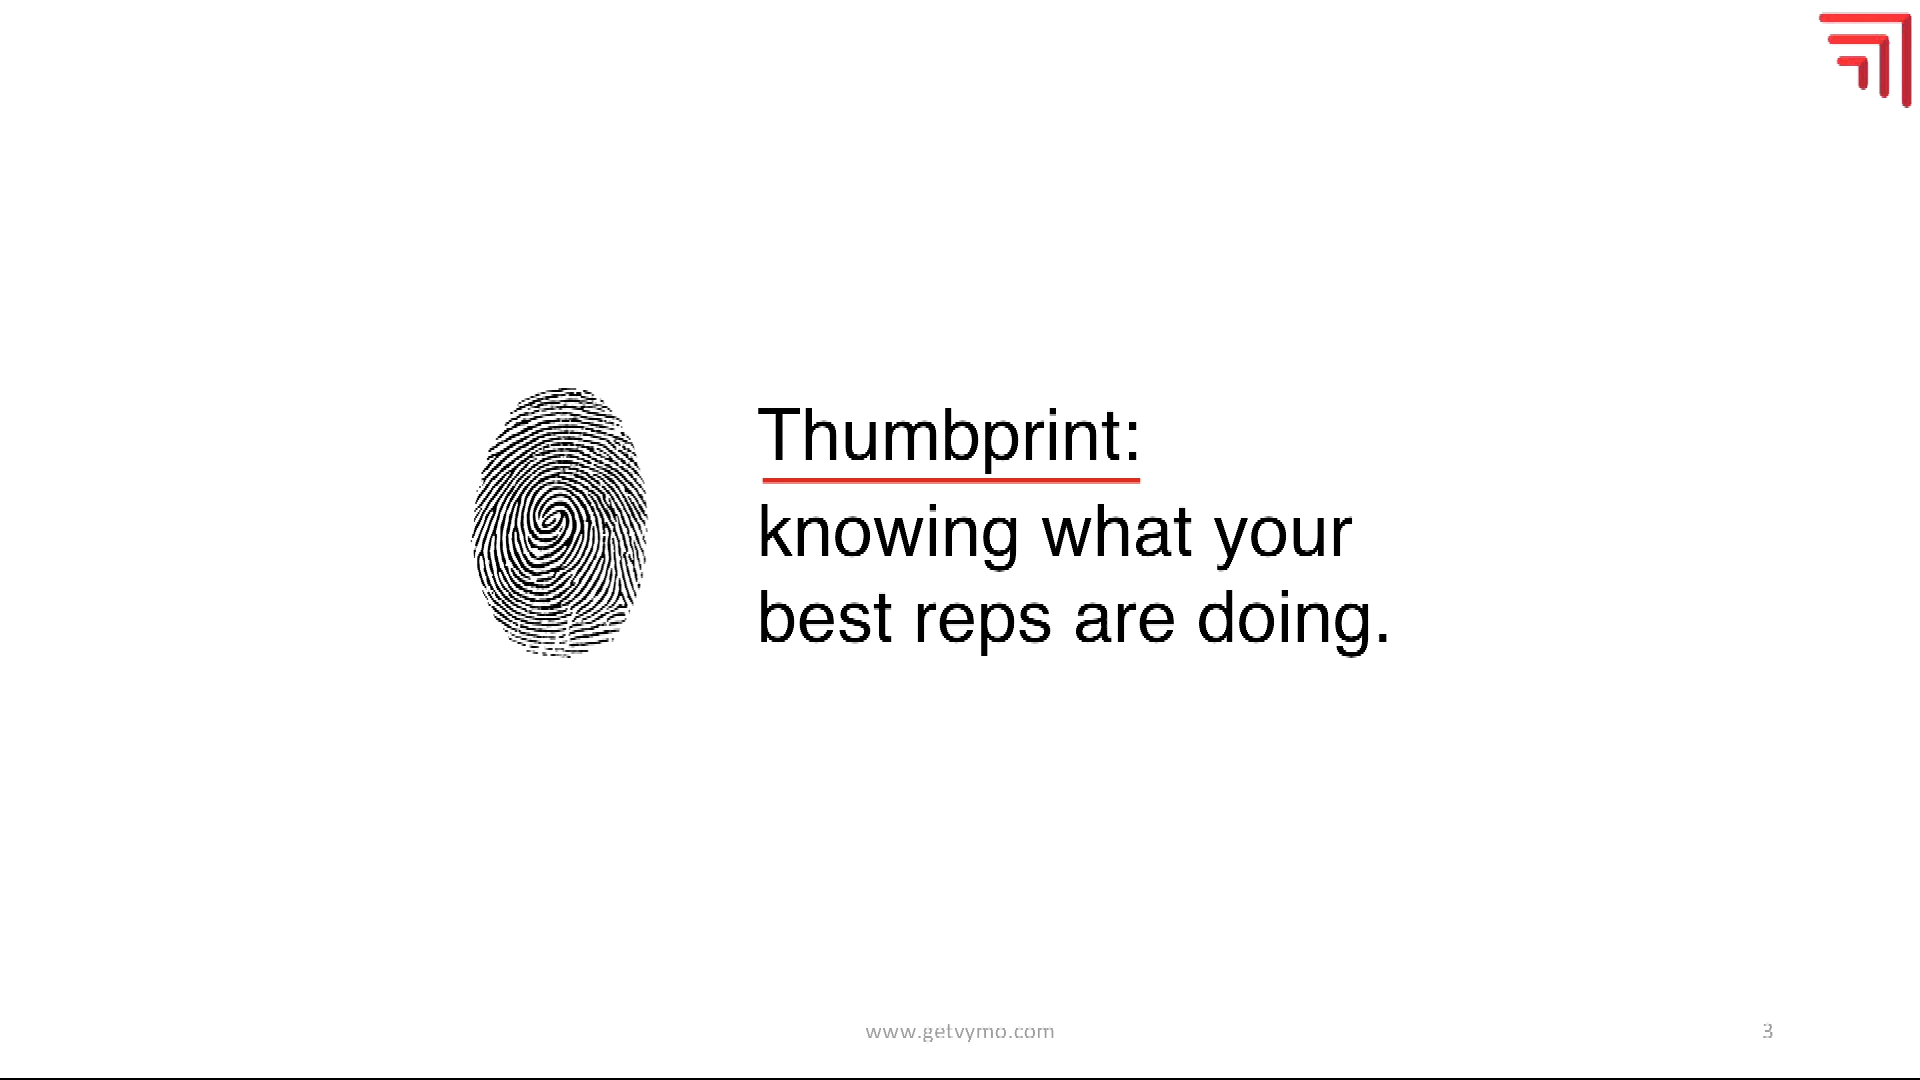 Thumbprint:
knowing what your
best reps are doing.
www.getvymo.com
3